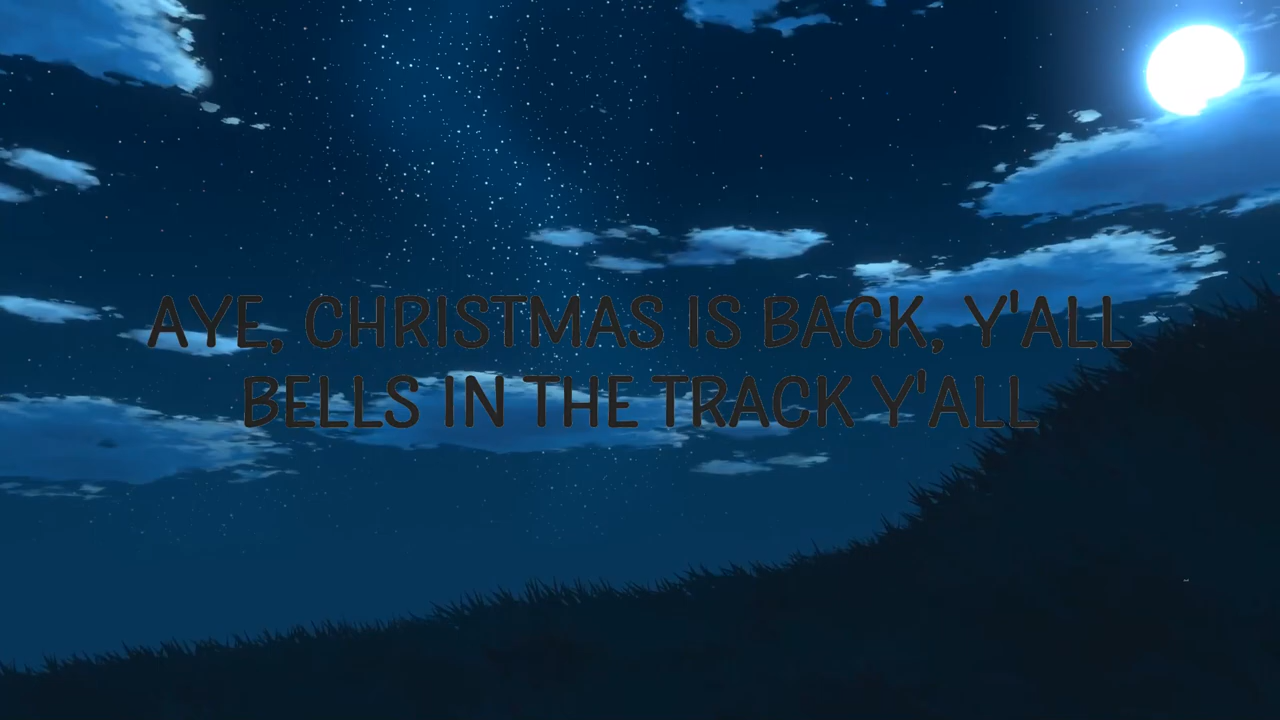 AYE, CHRISTMAS IS BACK, Y'ALL
BELLS IN THE TRACK Y'ALL